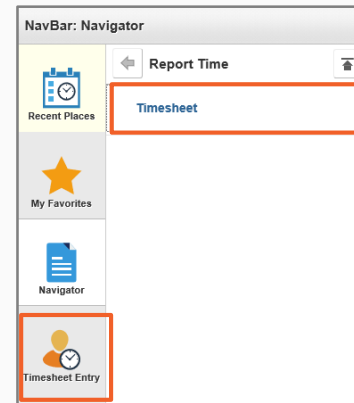 NavBar: Navigator
Report Time
Recent Places
Timesheet
My Favorites
Navigator
Timesheet Entry